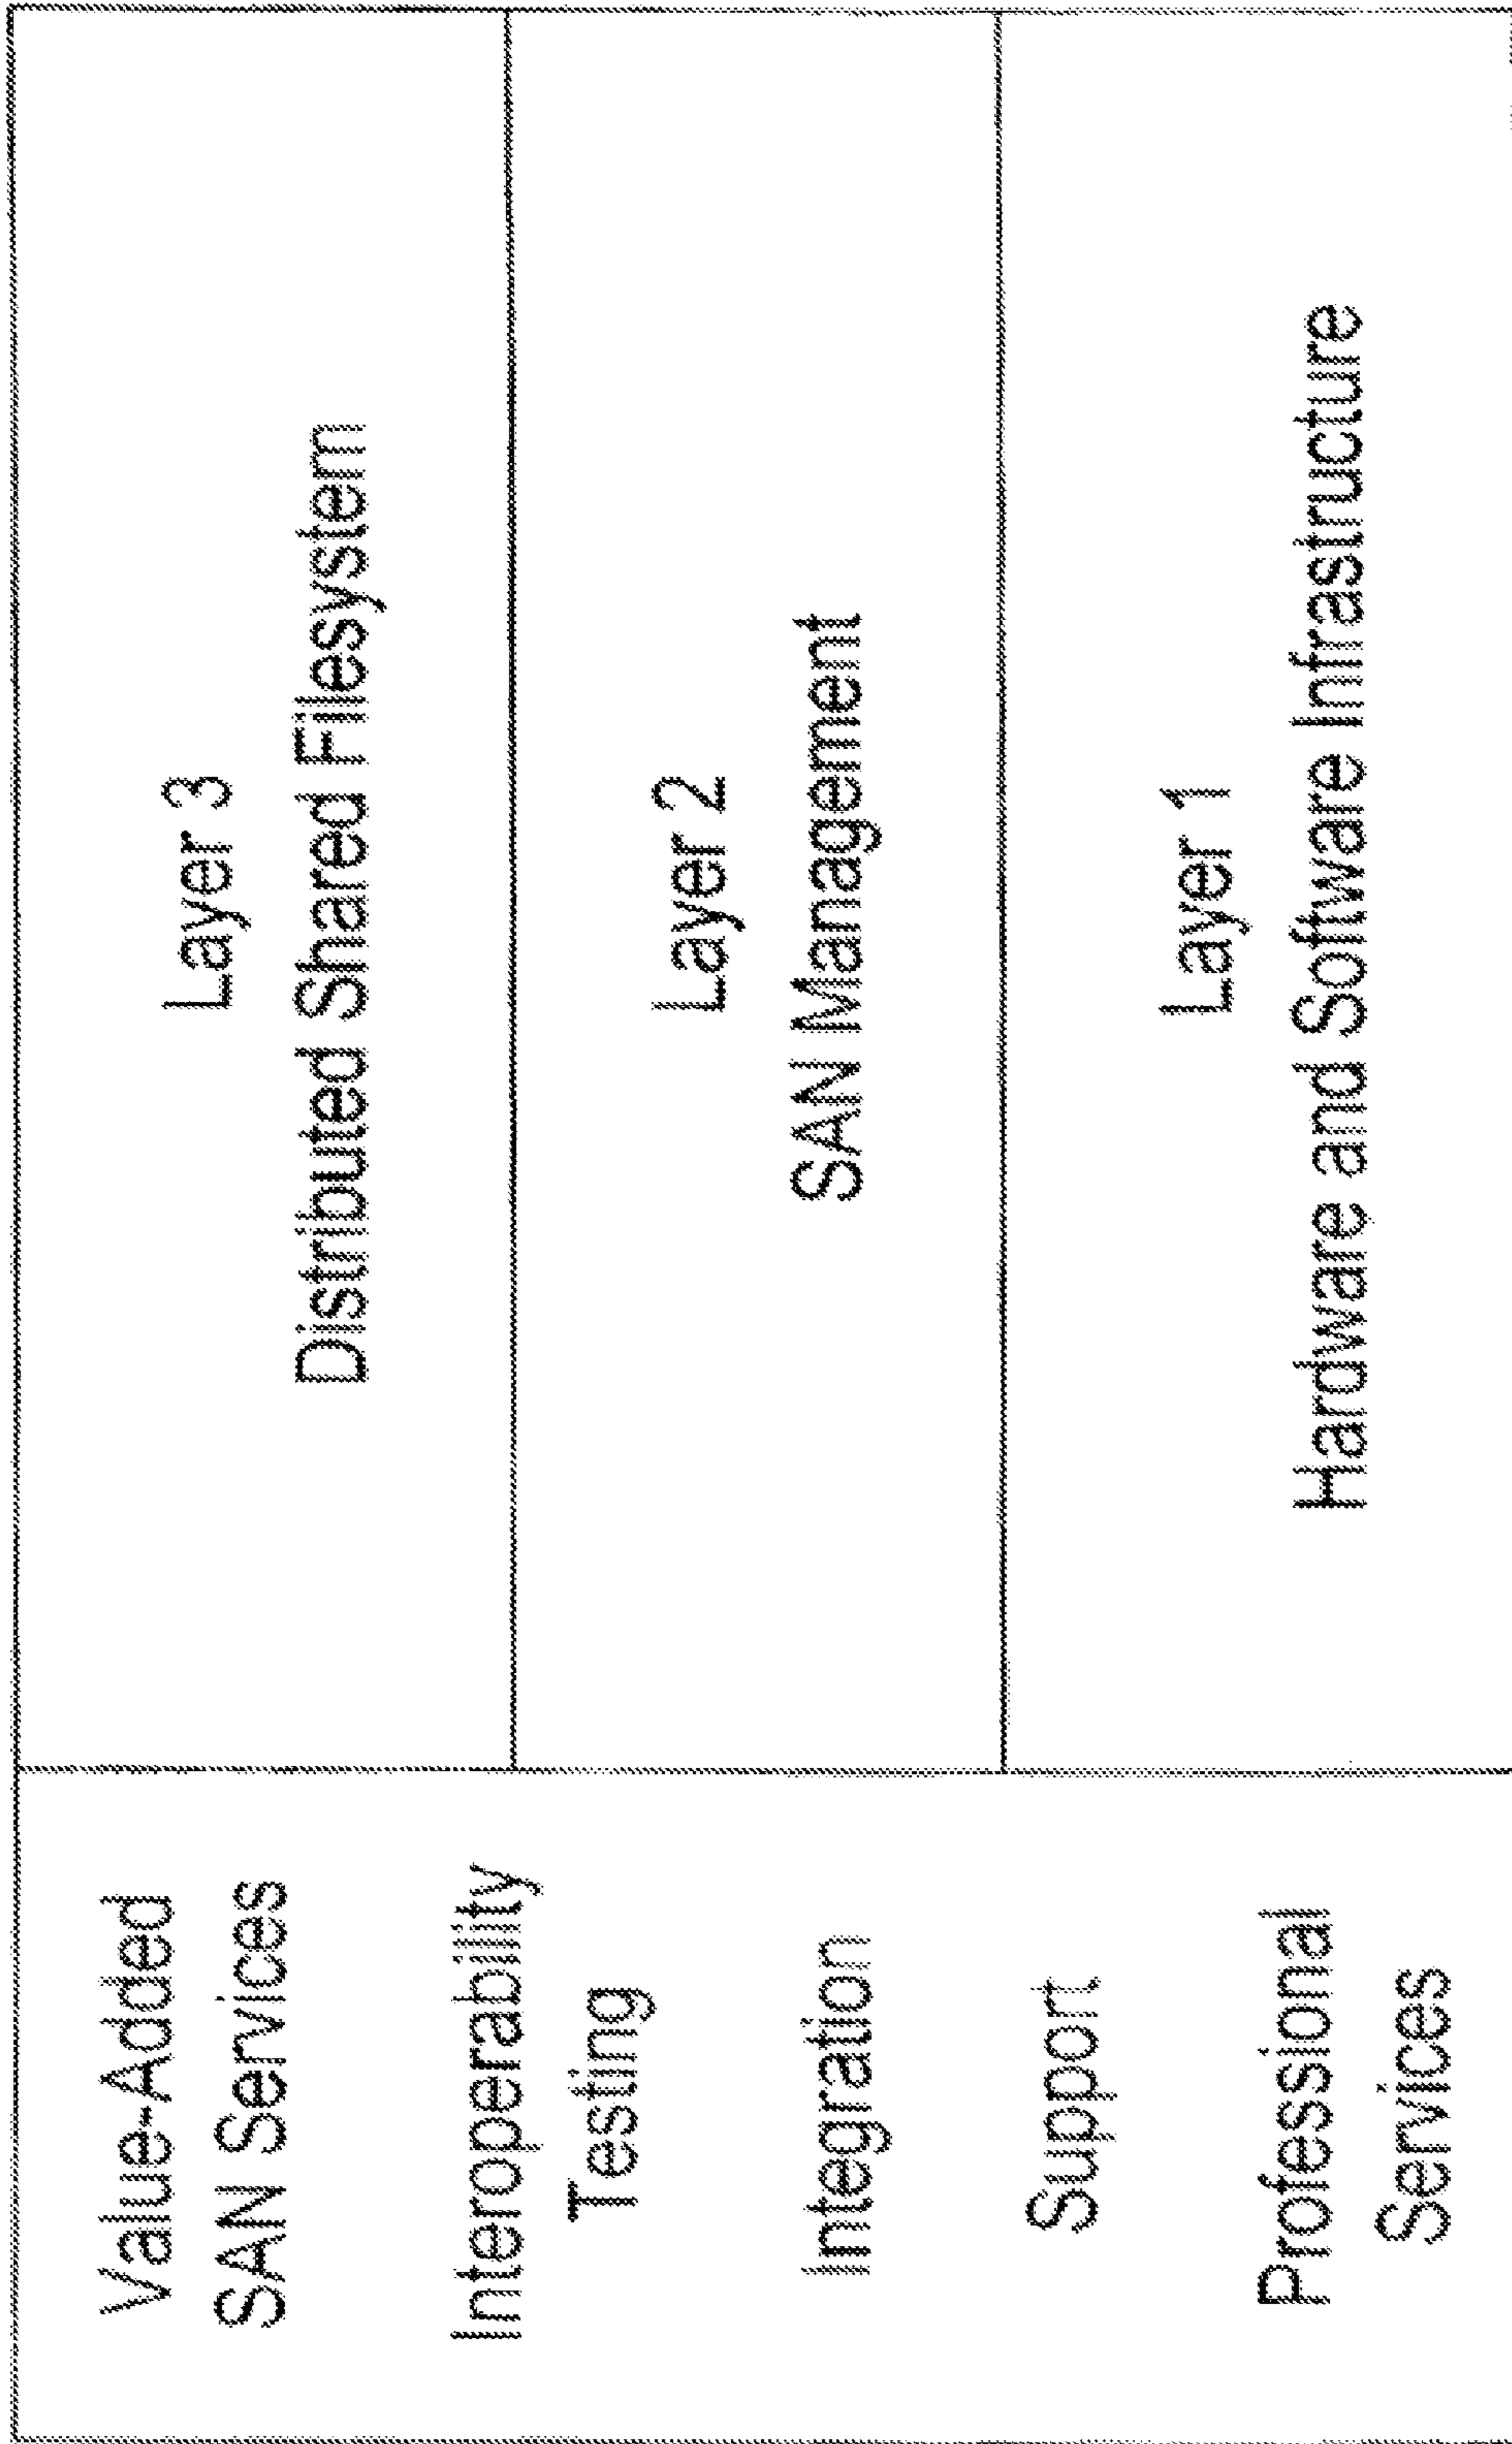 Value-Added
SAN Services
Interoperability
Testing
Integration
Support
Professional
Services
Layer 3
Distributed Shared Filesystem
Layer 2
SAN Management
Layer 1
Hardware and Software Infrastructure